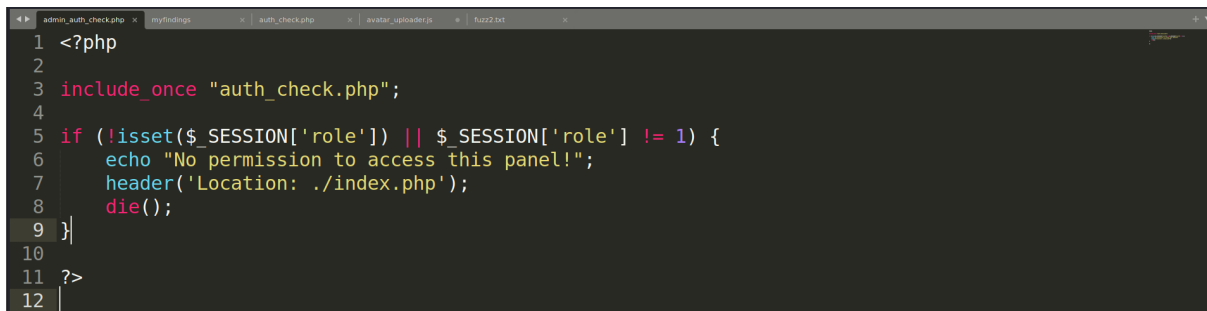 admin_auth_check.php × myfindings × auth_check.php × avatar_uploader.js fuzz2.txt ×
1 <?php
2
3 include_once "auth_check.php";
4
5 if (!isset($_SESSION['role']) || $_SESSION['role'] != 1) {
6     echo "No permission to access this panel!";
7     header('Location: ./index.php');
8     die();
9 }
10
11 ?>
12